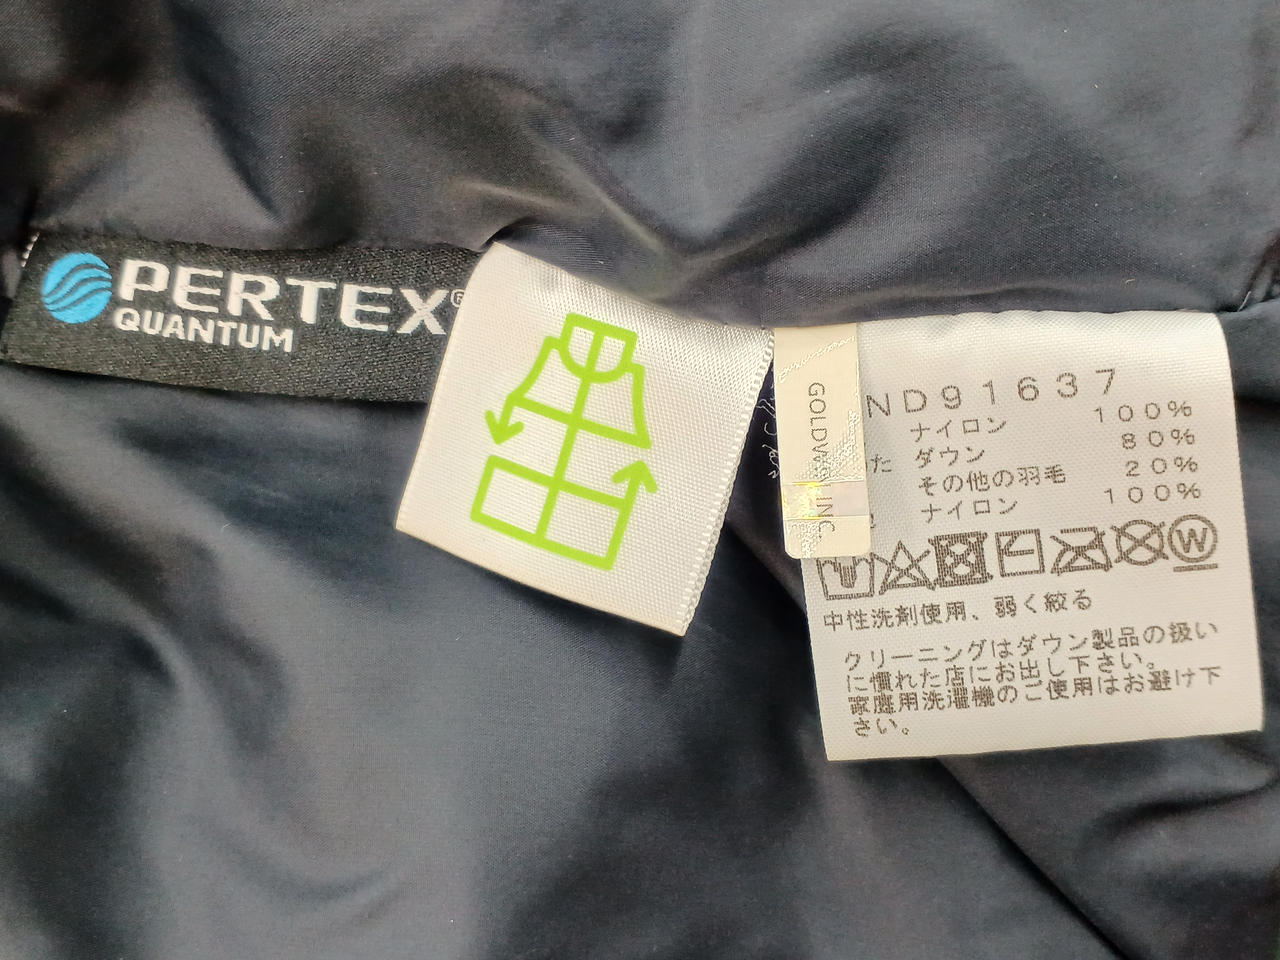 PERTEX®
QUANTUM
GOLDWIN INC.
ND91637
ナイロン 100%
た ダウン 80%
その他の羽毛 20%
ナイロン 100%
W
中性洗剤使用、弱く絞る
クリーニングはダウン製品の扱い
に慣れた店にお出し下さい。
家庭用洗濯機のご使用はお避け下
さい。